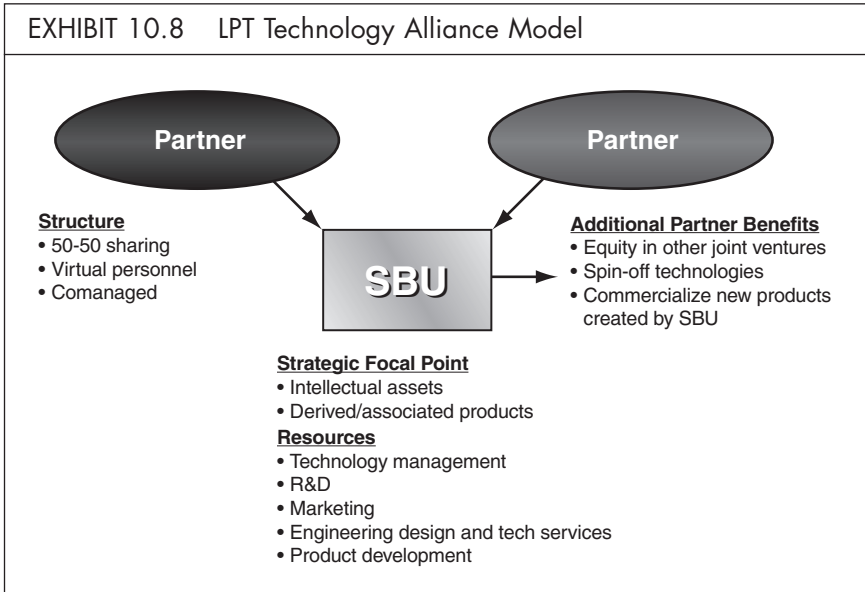 EXHIBIT 10.8 LPT Technology Alliance Model
Partner
Partner
Structure
• 50-50 sharing
• Virtual personnel
• Comanaged
SBU
Additional Partner Benefits
• Equity in other joint ventures
• Spin-off technologies
• Commercialize new products
created by SBU
Strategic Focal Point
• Intellectual assets
• Derived/associated products
Resources
• Technology management
• R&D
• Marketing
• Engineering design and tech services
• Product development